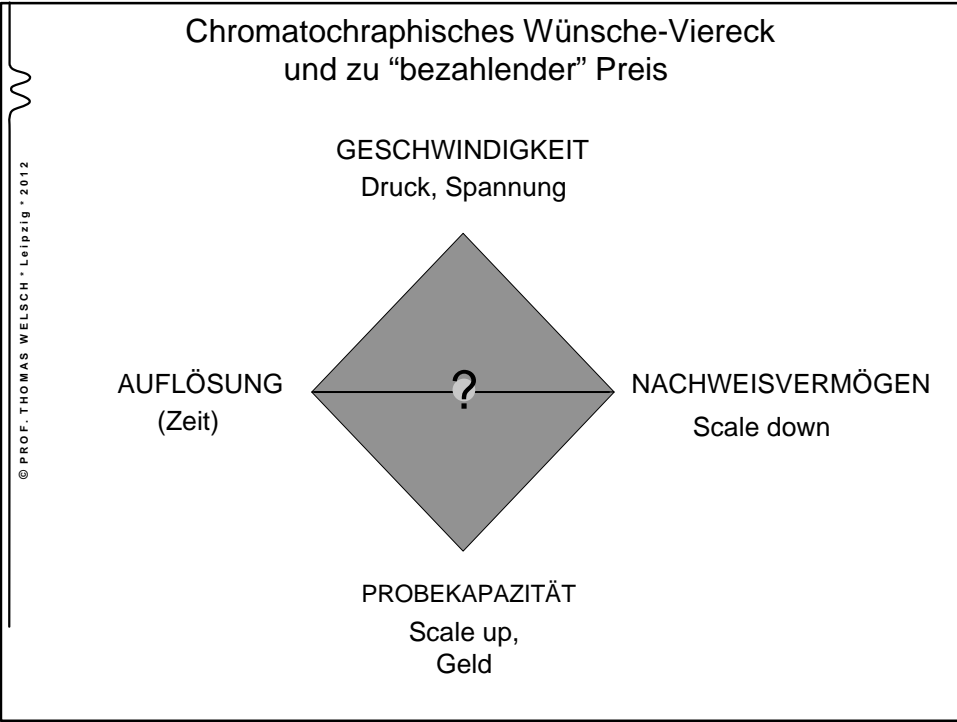 Chromatochraphisches Wünsche-Viereck
und zu “bezahlender” Preis
© PROF. THOMAS WELSCH * Leipzig * 2012
GESCHWINDIGKEIT
Druck, Spannung
AUFLÖSUNG
(Zeit)
?
NACHWEISVERMÖGEN
Scale down
PROBEKAPAZITÄT
Scale up,
Geld